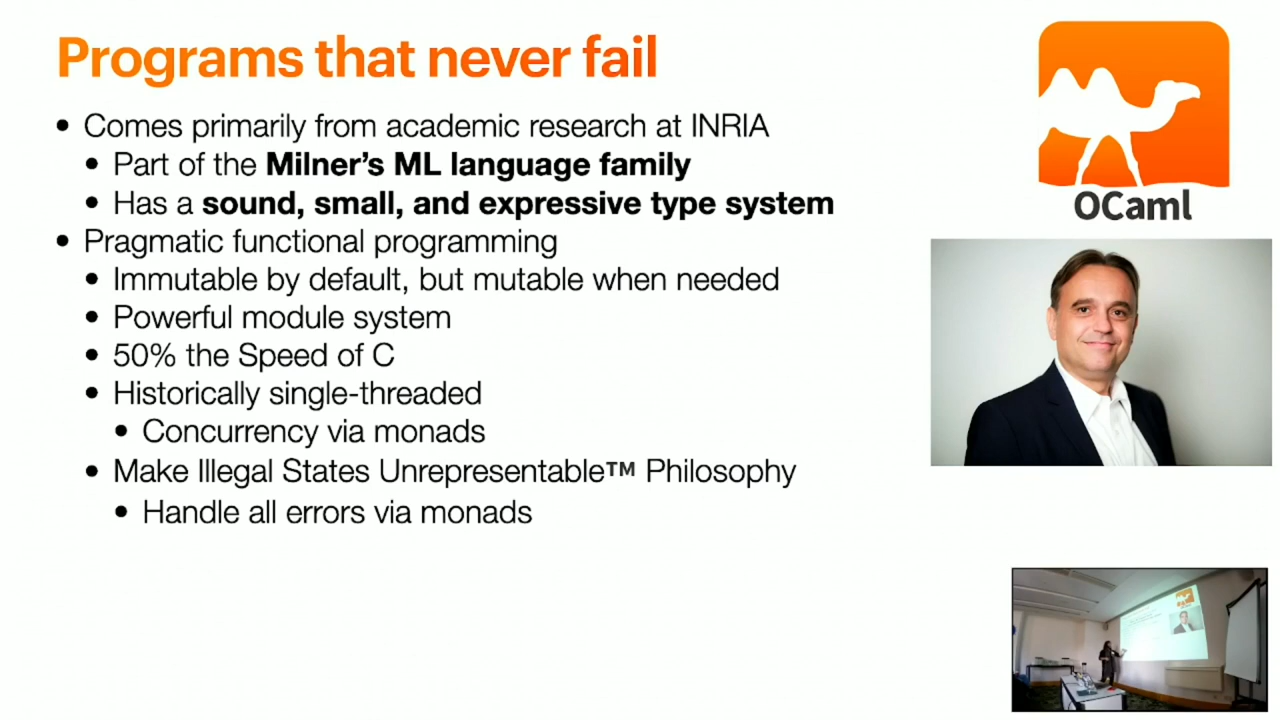 Programs that never fail
• Comes primarily from academic research at INRIA
• Part of the Milner's ML language family
• Has a sound, small, and expressive type system
• Pragmatic functional programming
• Immutable by default, but mutable when needed
• Powerful module system
• 50% the Speed of C
• Historically single-threaded
• Concurrency via monads
• Make Illegal States Unrepresentable™ Philosophy
• Handle all errors via monads
OCaml